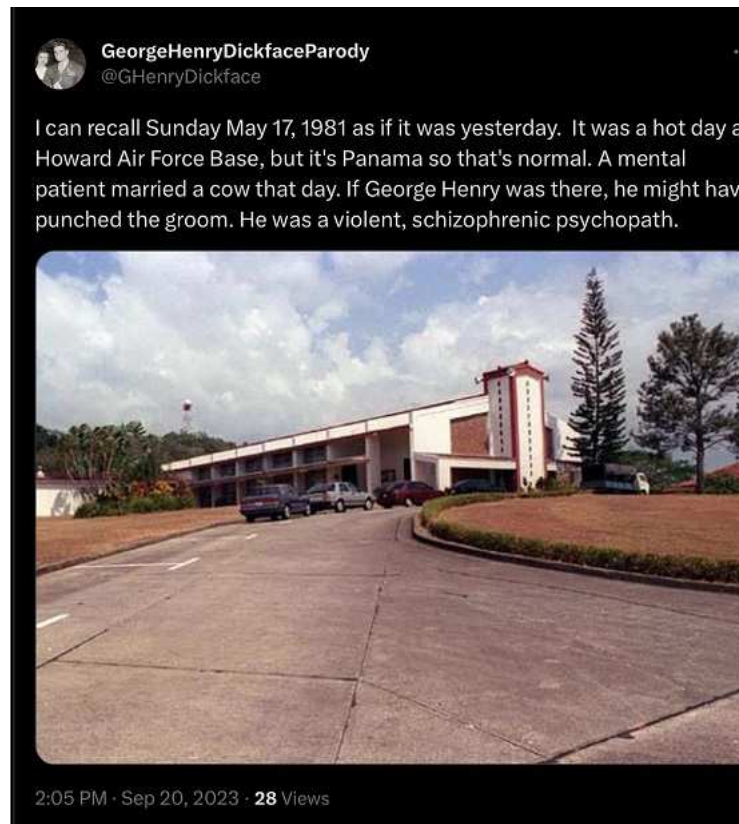 GeorgeHenryDickfaceParody
@GHenryDickface
I can recall Sunday May 17, 1981 as if it was yesterday. It was a hot day a
Howard Air Force Base, but it's Panama so that's normal. A mental
patient married a cow that day. If George Henry was there, he might hav
punched the groom. He was a violent, schizophrenic psychopath.
2:05 PM · Sep 20, 2023 · 28 Views